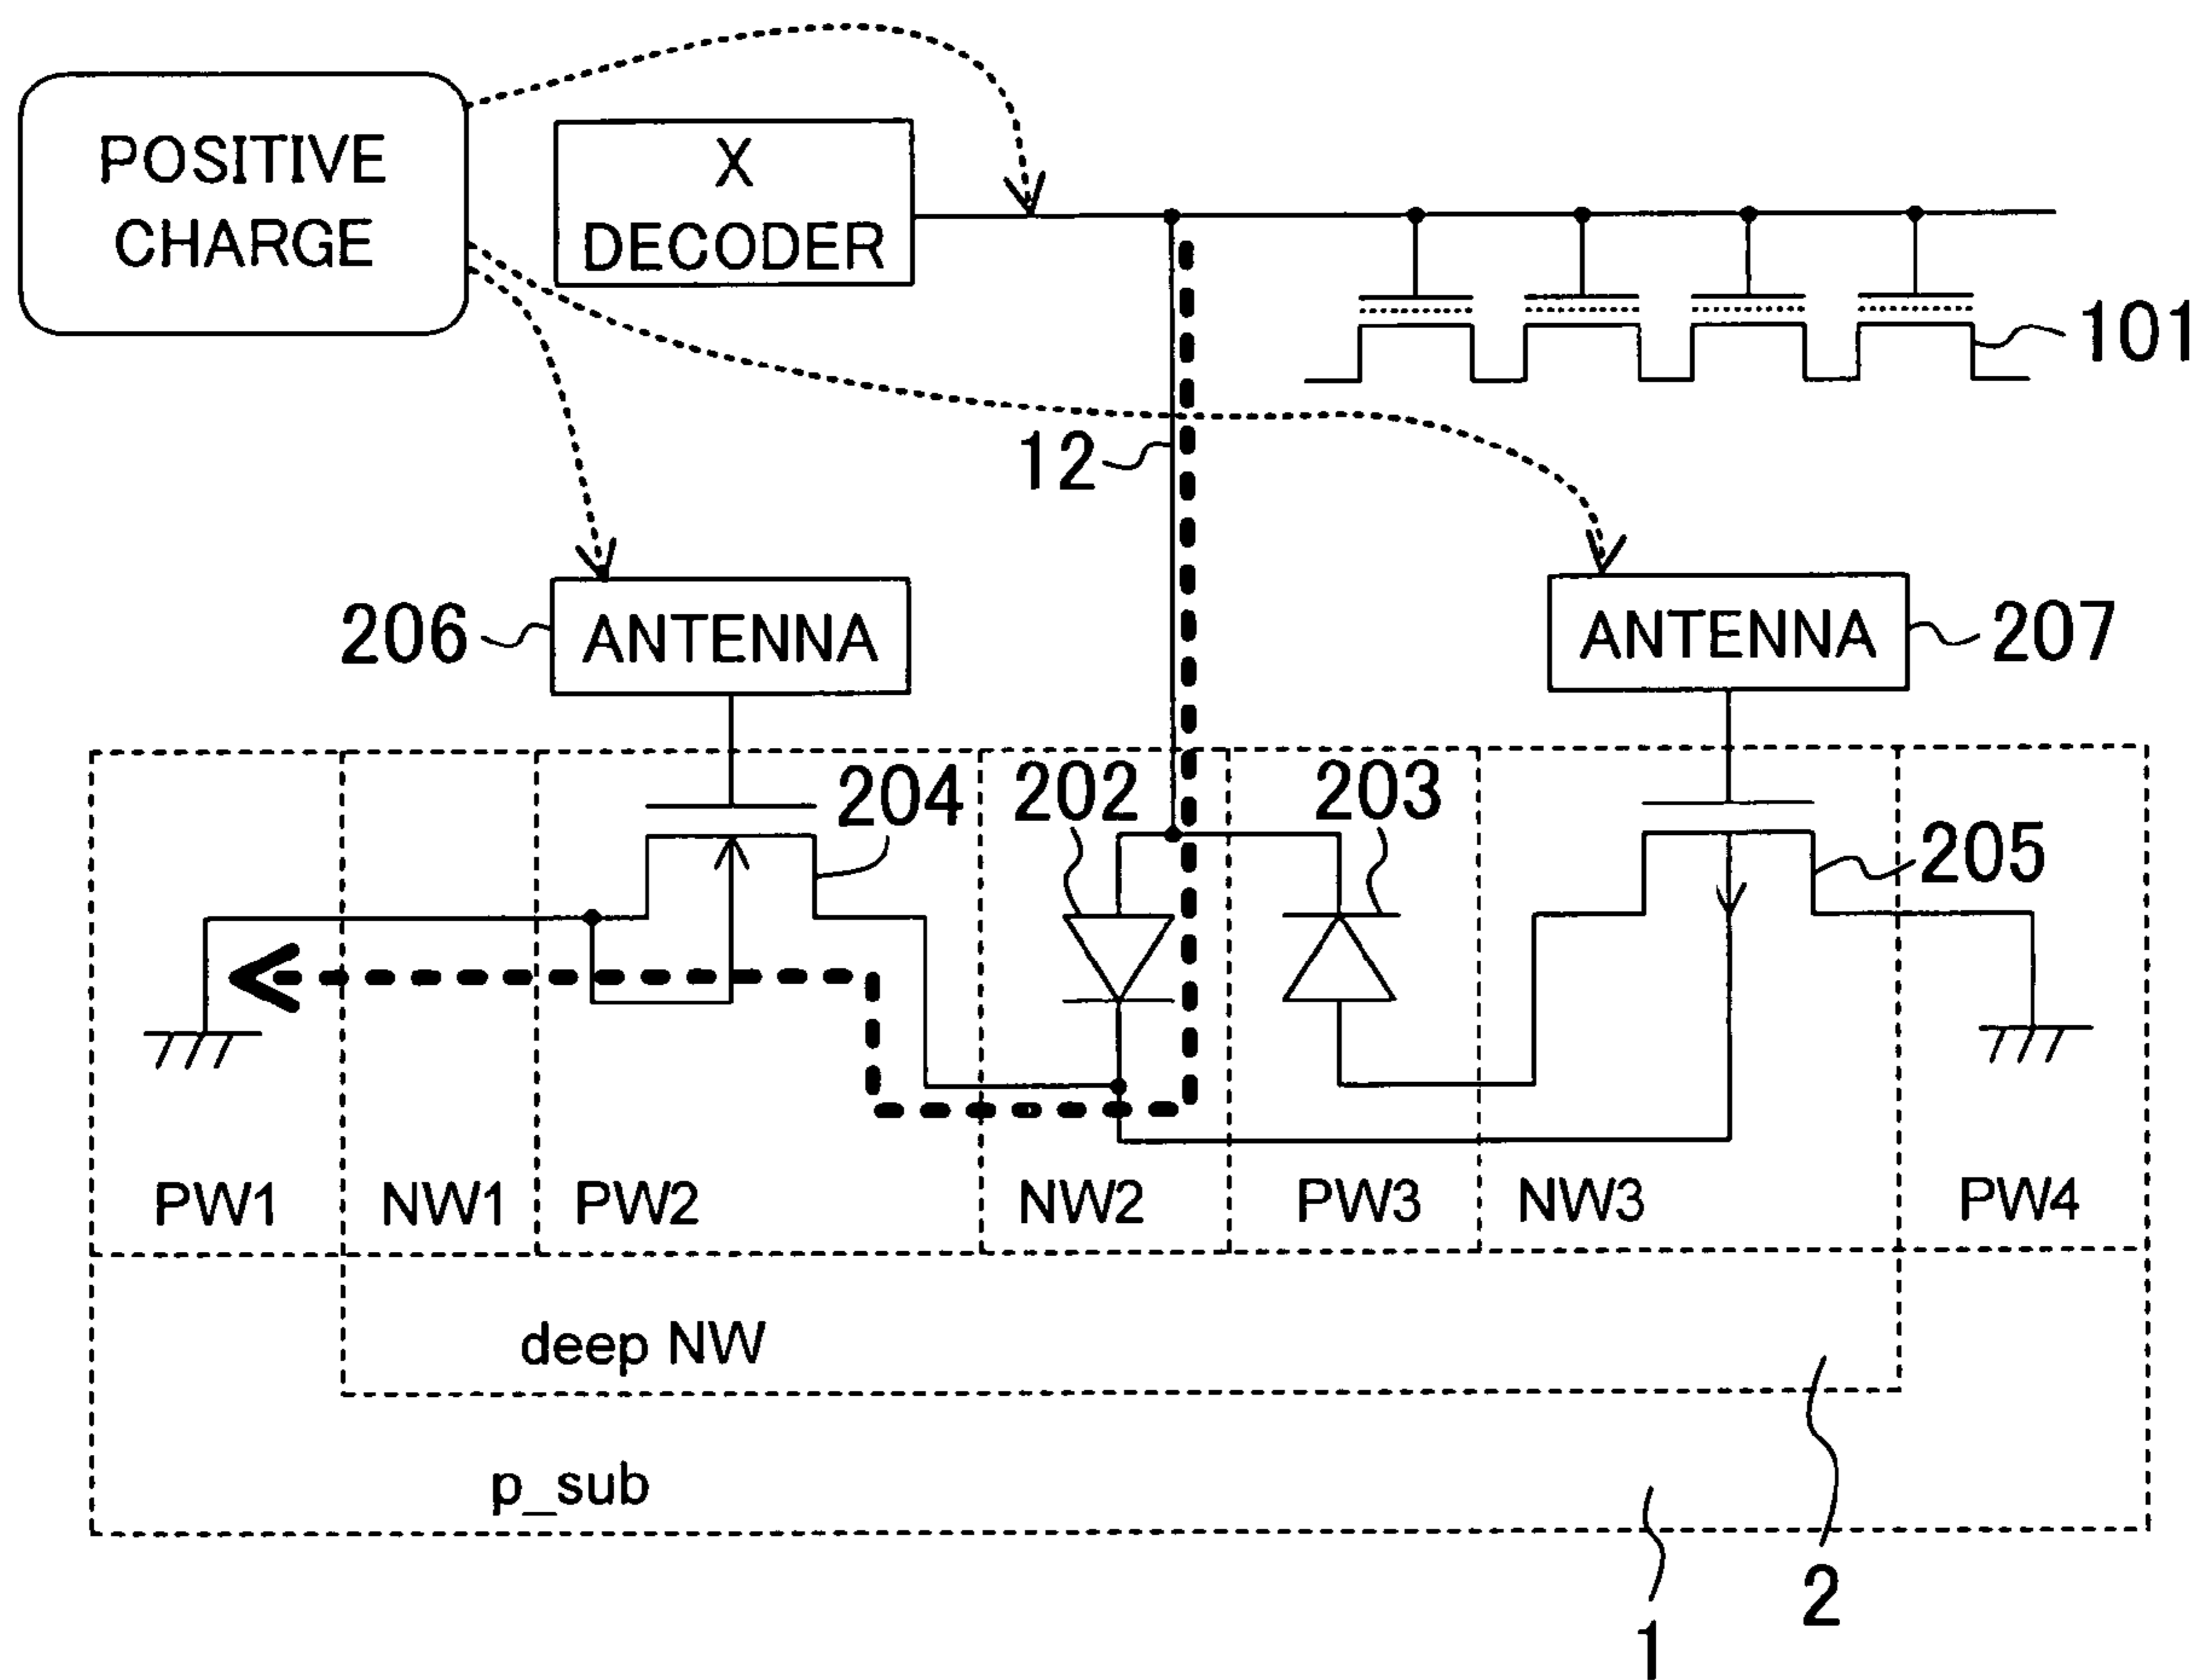 POSITIVE
CHARGE
X
DECODER
101
12
206
ANTENNA
ANTENNA
207
204
202
203
205
PW1
NW1
PW2
NW2
PW3
NW3
PW4
deep NW
p_sub
2
1